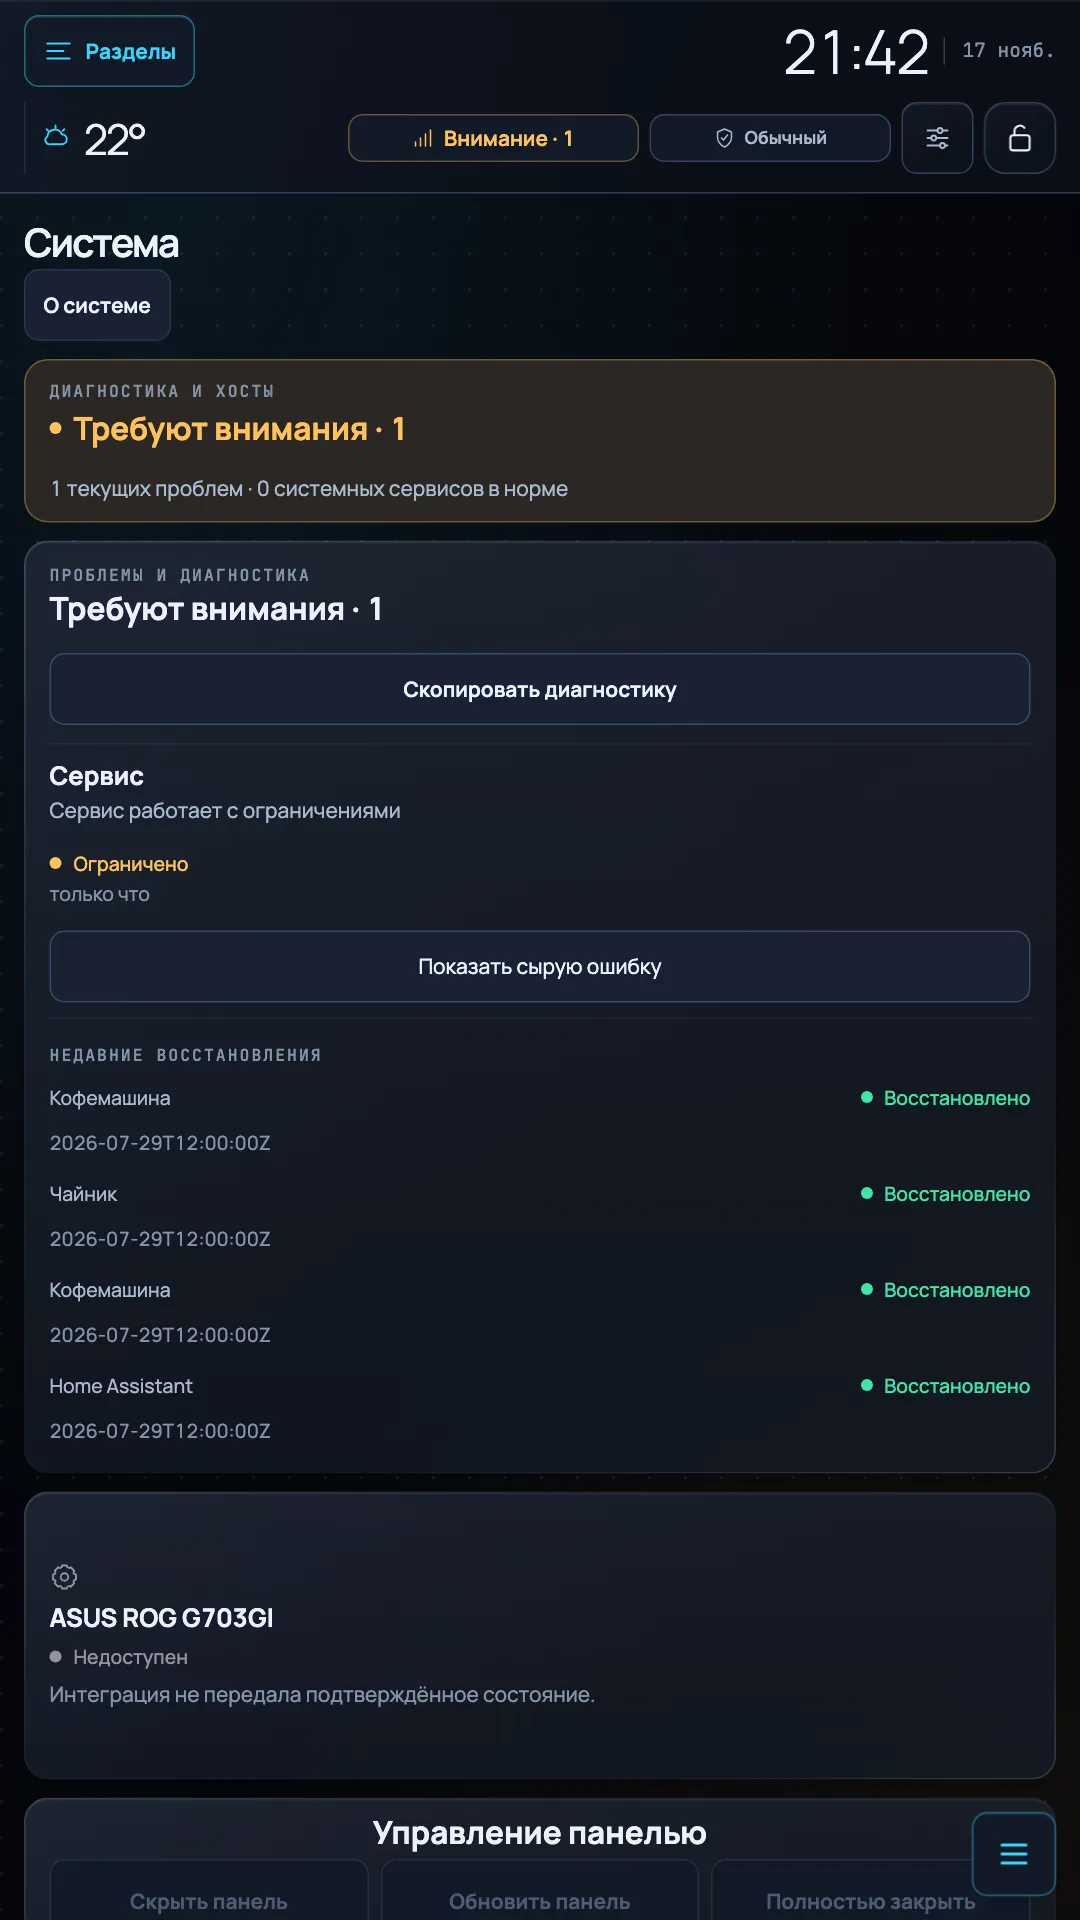 Разделы
21:42
17 нояб.
22°
Внимание · 1
Обычный
Система
О системе
ДИАГНОСТИКА И ХОСТЫ
Требуют внимания · 1
1 текущих проблем · 0 системных сервисов в норме
ПРОБЛЕМЫ И ДИАГНОСТИКА
Требуют внимания · 1
Скопировать диагностику
Сервис
Сервис работает с ограничениями
Ограничено
только что
Показать сырую ошибку
НЕДАВНИЕ ВОССТАНОВЛЕНИЯ
Кофемашина
Восстановлено
2026-07-29T12:00:00Z
Чайник
Восстановлено
2026-07-29T12:00:00Z
Кофемашина
Восстановлено
2026-07-29T12:00:00Z
Home Assistant
Восстановлено
2026-07-29T12:00:00Z
ASUS ROG G703GI
Недоступен
Интеграция не передала подтверждённое состояние.
Управление панелью
Скрыть панель
Обновить панель
Полностью закрыть